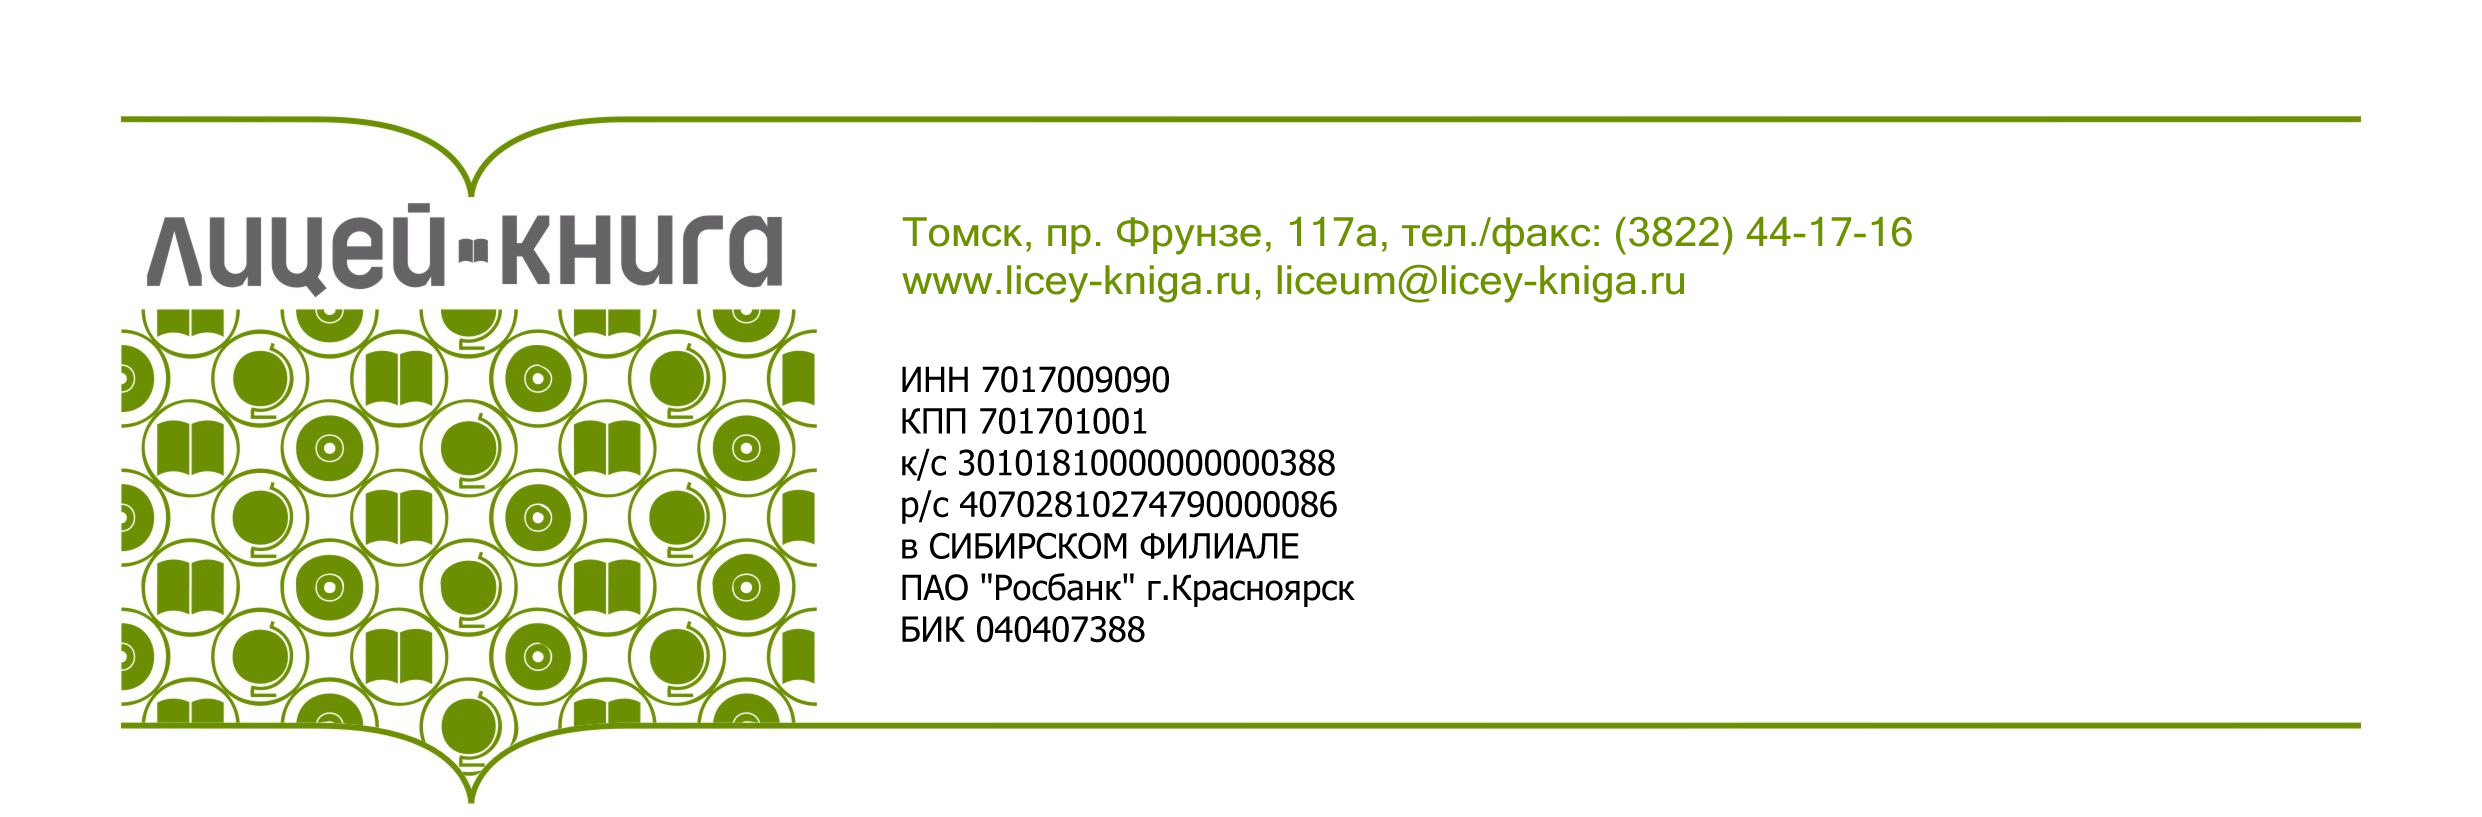 лицей-книга
Томск, пр. Фрунзе, 117а, тел./факс: (3822) 44-17-16
www.licey-kniga.ru, liceum@licey-kniga.ru
ИНН 7017009090
КПП 701701001
к/с 30101810000000000388
р/с 40702810274790000086
в СИБИРСКОМ ФИЛИАЛЕ
ПАО "Росбанк" г.Красноярск
БИК 040407388